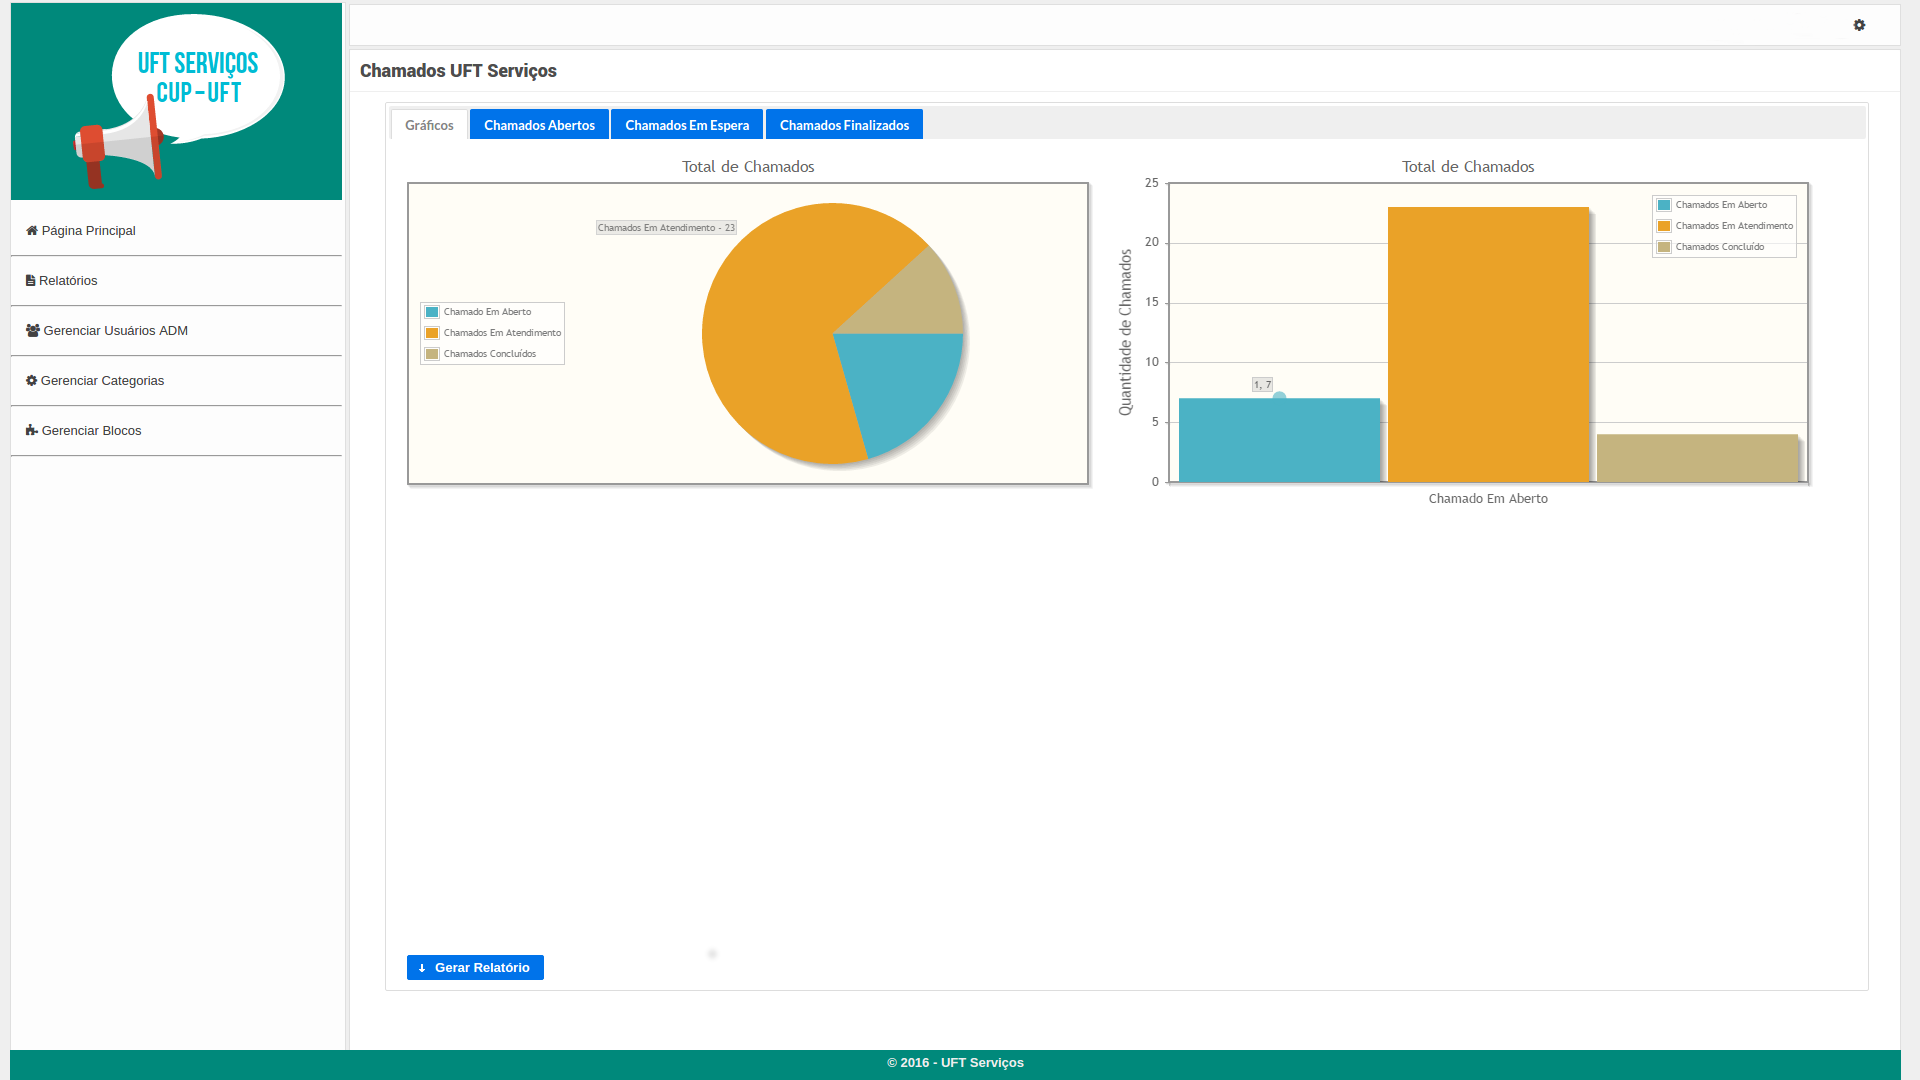 UFT SERVIÇOS
CUP - UFT
Página Principal
Relatórios
Gerenciar Usuários ADM
Gerenciar Categorias
Gerenciar Blocos
Chamados UFT Serviços
Gráficos
Chamados Abertos
Chamados Em Espera
Chamados Finalizados
Total de Chamados
Chamados Em Atendimento - 23
Chamado Em Aberto
Chamados Em Atendimento
Chamados Concluídos
Total de Chamados
Quantidade de Chamados
25
20
15
10
5
0
1, 7
Chamados Em Aberto
Chamados Em Atendimento
Chamados Concluído
Chamado Em Aberto
Gerar Relatório
© 2016 - UFT Serviços